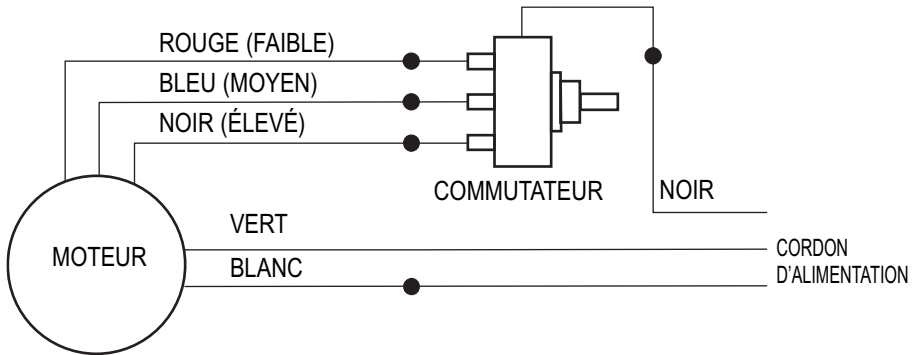 ROUGE (FAIBLE)
BLEU (MOYEN)
NOIR (ÉLEVÉ)
COMMUTATEUR
NOIR
VERT
MOTEUR
BLANC
CORDON
D'ALIMENTATION